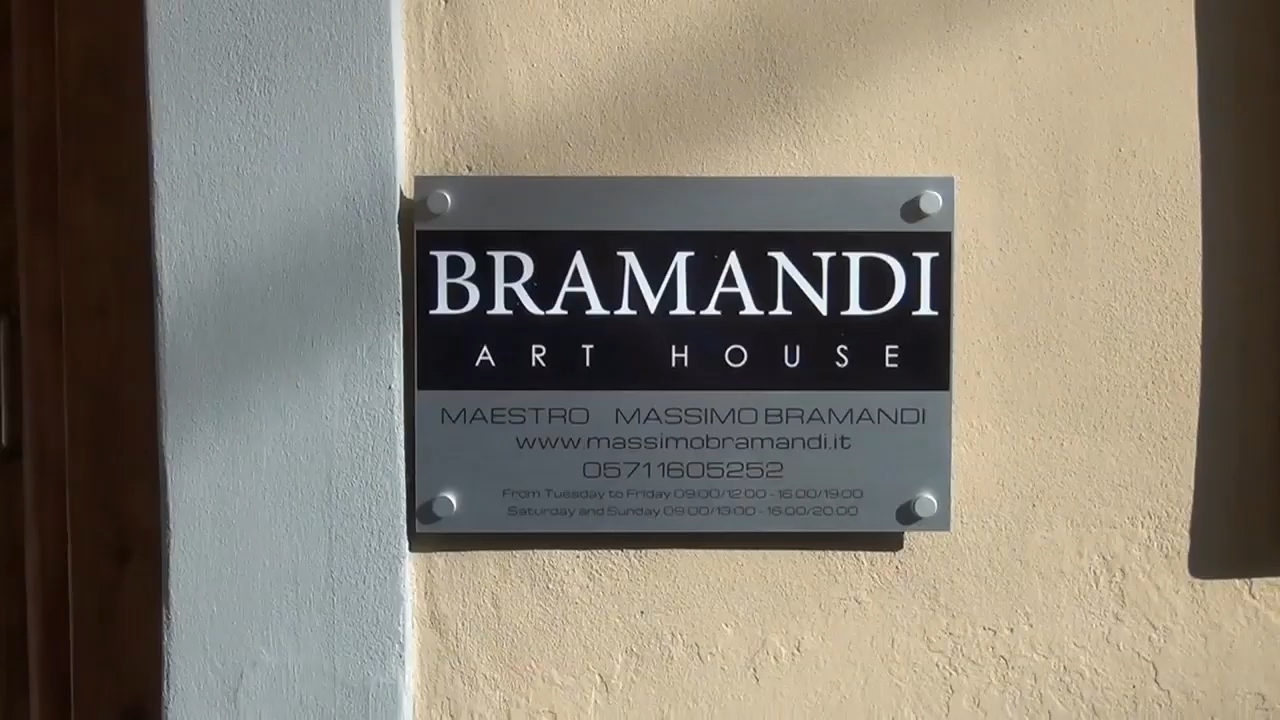 BRAMANDI
ART HOUSE
MAESTRO MASSIMO BRAMANDI
www.massimobramandi.it
05711605252
From Tuesday to Friday 09.00/12.00 - 16.00/19.00
Saturday and Sunday 09.00/13.00 - 16.00/20.00